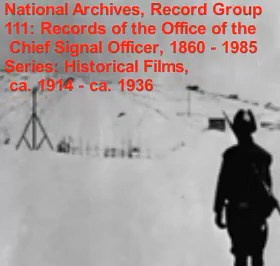 National Archives, Record Group
111: Records of the Office of the
Chief Signal Officer, 1860 - 1985
Series: Historical Films,
ca. 1914 - ca. 1936